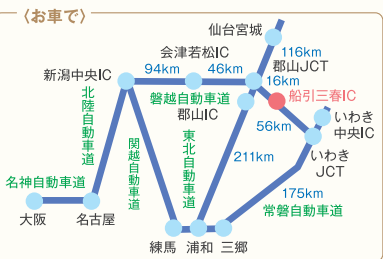 〈お車で〉
仙台宮城
会津若松IC
116km
94km
46km
郡山JCT
新潟中央IC
16km
船引三春IC
磐越自動車道
郡山IC
いわき
中央IC
56km
北陸自動車道
関越自動車道
東北自動車道
211km
いわき
JCT
名神自動車道
175km
常磐自動車道
大阪
名古屋
練馬
浦和
三郷